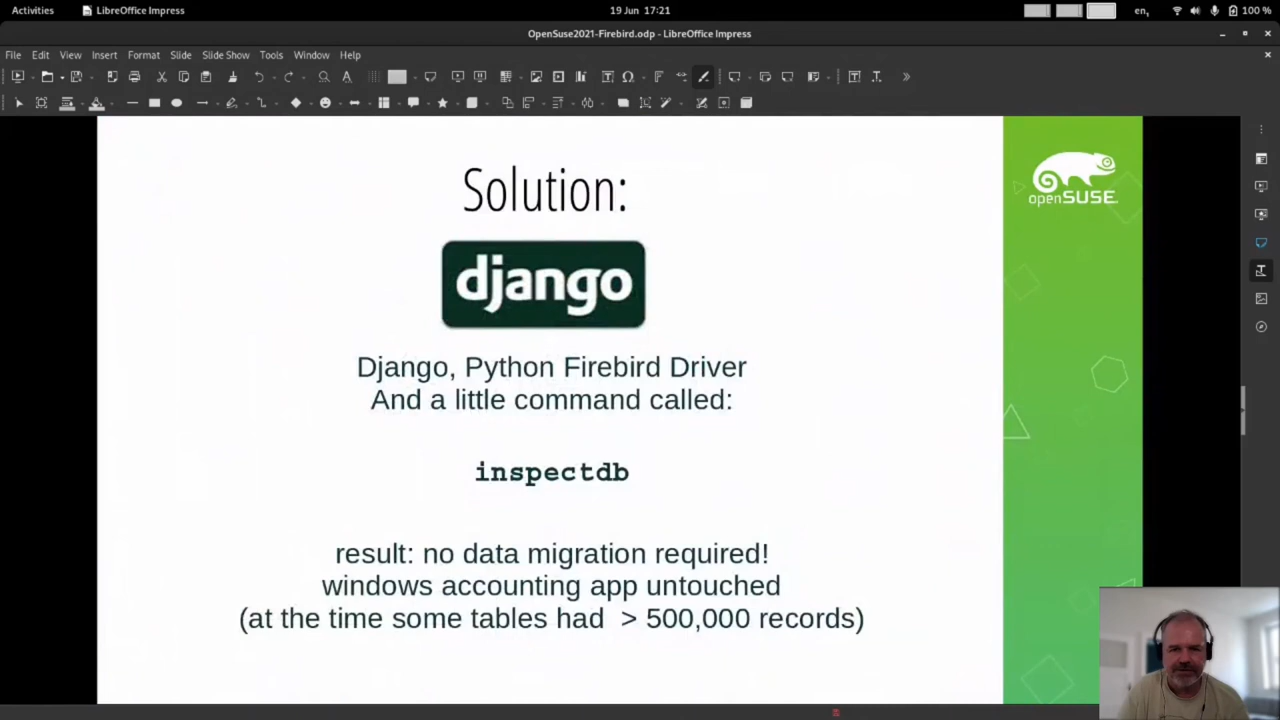 Activities
LibreOffice Impress
19 Jun 17:21
en,
100 %
OpenSuse2021-Firebird.odp - LibreOffice Impress
File Edit View Insert Format Slide Slide Show Tools Window Help
Solution:
openSUSE
django
Django, Python Firebird Driver
And a little command called:
inspectdb
result: no data migration required!
windows accounting app untouched
(at the time some tables had > 500,000 records)